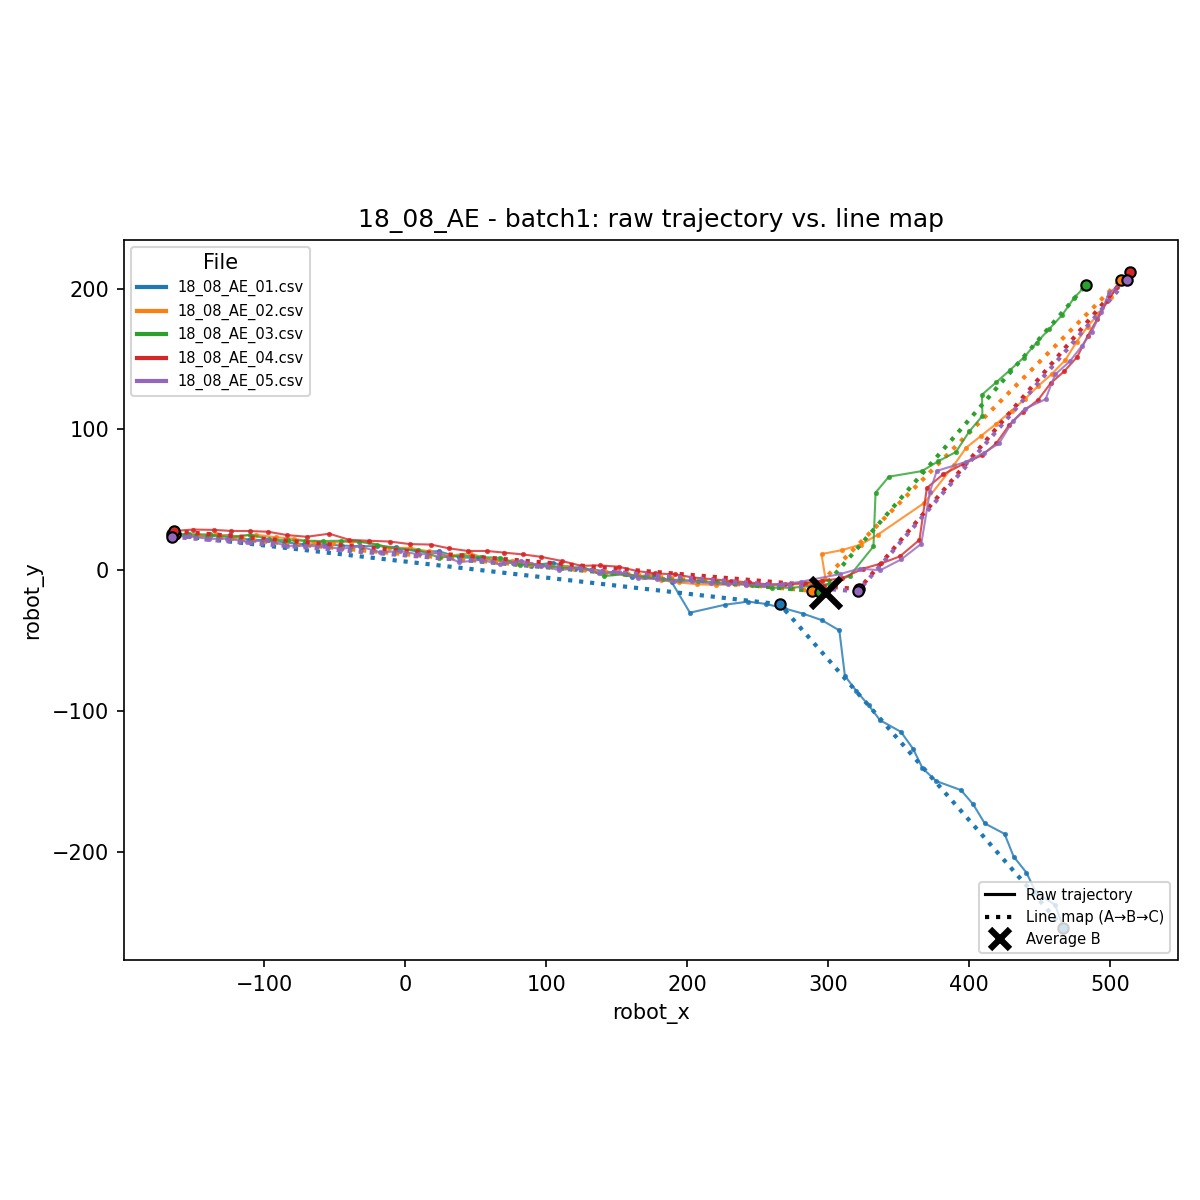 18_08_AE - batch1: raw trajectory vs. line map
File
18_08_AE_01.csv
18_08_AE_02.csv
18_08_AE_03.csv
18_08_AE_04.csv
18_08_AE_05.csv
200
100
0
−100
−200
robot_y
Raw trajectory
Line map (A→B→C)
Average B
−100
0
100
200
300
400
500
robot_x